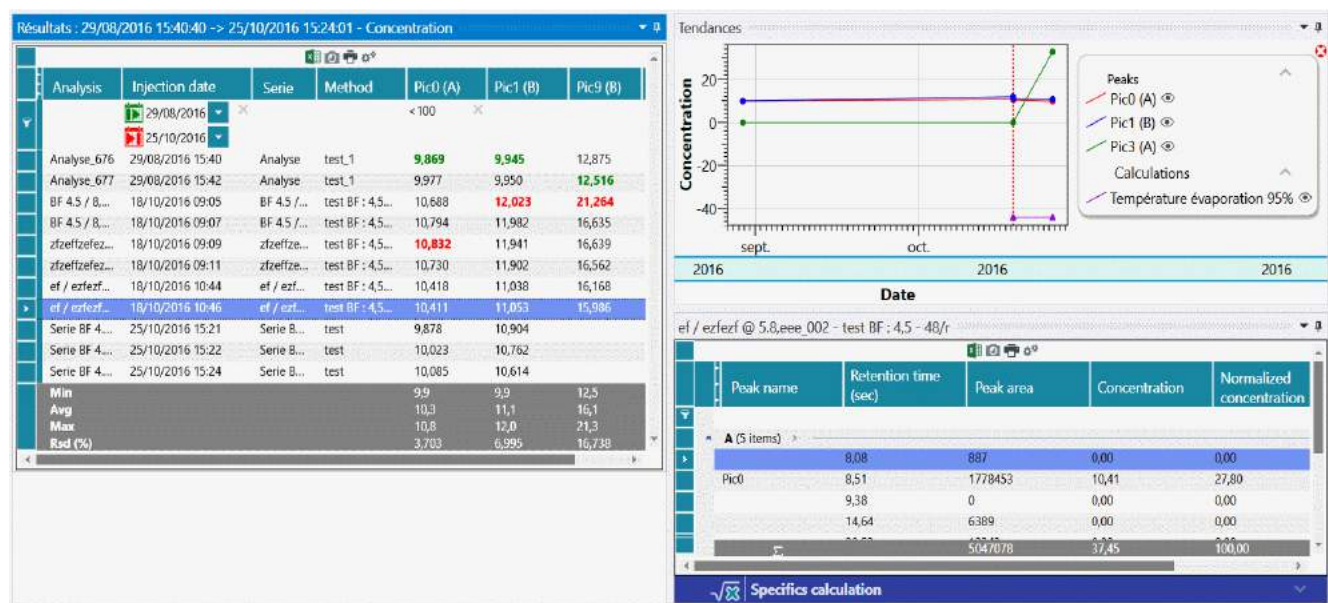 Résultats : 29/08/2016 15:40:40 -> 25/10/2016 15:24:01 - Concentration
Analysis Injection date Serie Method Pic0 (A) Pic1 (B) Pic9 (B)
29/08/2016 <100
25/10/2016
Analyse_676 29/08/2016 15:40 Analyse test_1 9,869 9,945 12,875
Analyse_677 29/08/2016 15:42 Analyse test_1 9,977 9,950 12,516
BF 4.5 / 8,... 18/10/2016 09:05 BF 4.5 /... test BF : 4,5... 10,688 12,023 21,264
BF 4.5 / 8,... 18/10/2016 09:07 BF 4.5 /... test BF : 4,5... 10,794 11,982 16,635
zfzeffzefez... 18/10/2016 09:09 zfzeffze... test BF : 4,5... 10,832 11,941 16,639
zfzeffzefez... 18/10/2016 09:11 zfzeffze... test BF : 4,5... 10,730 11,902 16,562
ef / ezfezf... 18/10/2016 10:44 ef / ezf... test BF : 4,5... 10,418 11,038 16,168
ef / ezfezf... 18/10/2016 10:46 ef / ezf... test BF : 4,5... 10,411 11,053 15,986
Serie BF 4.... 25/10/2016 15:21 Serie B... test 9,878 10,904
Serie BF 4.... 25/10/2016 15:22 Serie B... test 10,023 10,762
Serie BF 4.... 25/10/2016 15:24 Serie B... test 10,085 10,614
Min 9,9 9,9 12,5
Avg 10,3 11,1 16,1
Max 10,8 12,0 21,3
Rsd (%) 3,703 6,995 16,738
Tendances
Concentration
20
0
-20
-40
sept. oct.
2016 2016 2016
Date
Peaks
Pic0 (A)
Pic1 (B)
Pic3 (A)
Calculations
Température évaporation 95%
ef / ezfezf @ 5.8,eee_002 - test BF : 4,5 - 48/r
Peak name Retention time (sec) Peak area Concentration Normalized concentration
A (5 items)
8,08 887 0,00 0,00
Pic0 8,51 1778453 10,41 27,80
9,38 0 0,00 0,00
14,64 6389 0,00 0,00
Σ 5047078 37,45 100,00
Specifics calculation